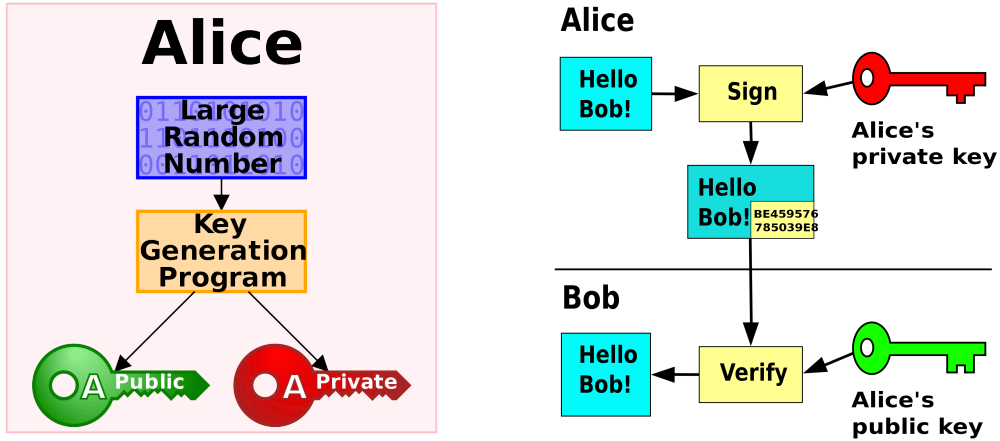 Alice
Large
Random
Number
Key
Generation
Program
A Public
A Private
Alice
Hello
Bob!
Sign
Alice's
private key
Hello
Bob!
BE459576
785039E8
Bob
Hello
Bob!
Verify
Alice's
public key